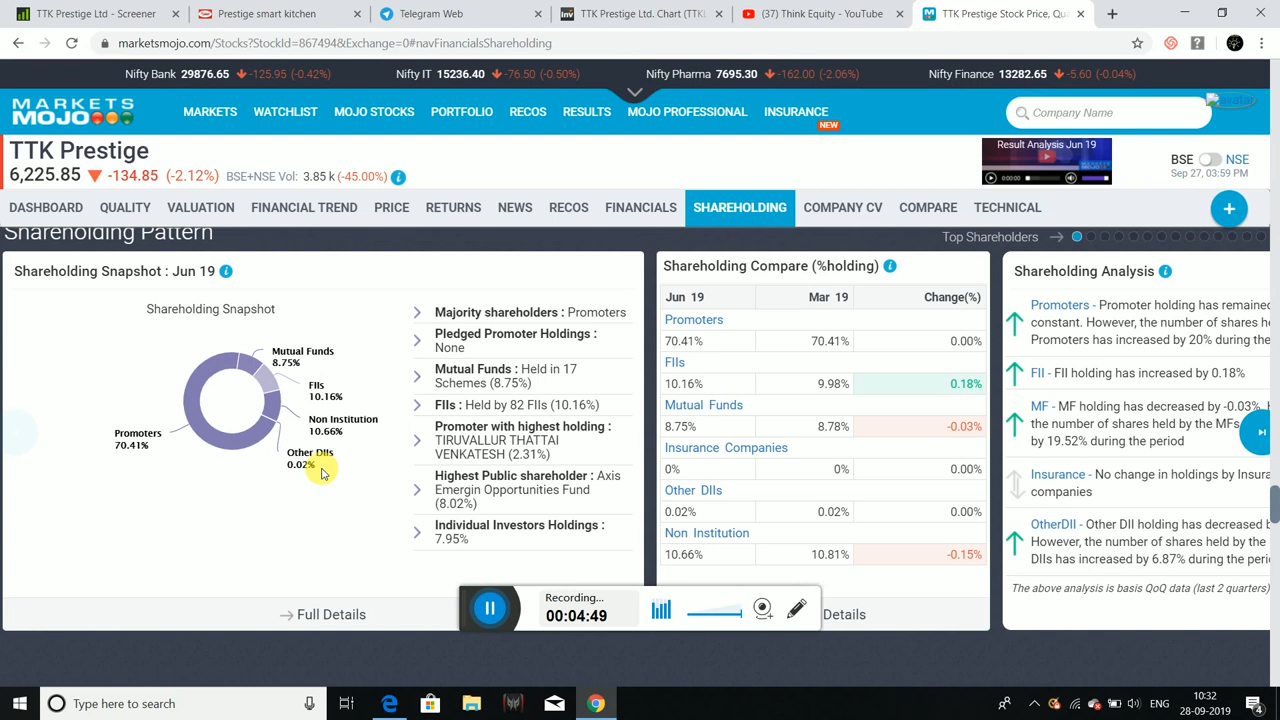 TTK Prestige Ltd - Screener
Prestige smart kitchen
Telegram Web
TTK Prestige Ltd. Chart (TTKL
(37) Think Equity - YouTube
TTK Prestige Stock Price, Qu
marketsmojo.com/Stocks?StockId=867494&Exchange=0#navFinancialsShareholding
Nifty Bank 29876.65 -125.95 (-0.42%)
Nifty IT 15236.40 -76.50 (-0.50%)
Nifty Pharma 7695.30 -162.00 (-2.06%)
Nifty Finance 13282.65 -5.60 (-0.04%)
MARKETS
MOJO
MARKETS WATCHLIST MOJO STOCKS PORTFOLIO RECOS RESULTS MOJO PROFESSIONAL INSURANCE
NEW
Company Name
avatar
TTK Prestige
6,225.85 -134.85 (-2.12%) BSE+NSE Vol: 3.85 k (-45.00%)
Result Analysis Jun 19
0:00:00
BSE NSE
Sep 27, 03:59 PM
DASHBOARD QUALITY VALUATION FINANCIAL TREND PRICE RETURNS NEWS RECOS FINANCIALS SHAREHOLDING COMPANY CV COMPARE TECHNICAL
Shareholding Pattern
Top Shareholders
Shareholding Snapshot : Jun 19
Shareholding Snapshot
Mutual Funds
8.75%
FIIs
10.16%
Non Institution
10.66%
Other DIIs
0.02%
Promoters
70.41%
Majority shareholders : Promoters
Pledged Promoter Holdings :
None
Mutual Funds : Held in 17
Schemes (8.75%)
FIIs : Held by 82 FIIs (10.16%)
Promoter with highest holding :
TIRUVALLUR THATTAI
VENKATESH (2.31%)
Highest Public shareholder : Axis
Emergin Opportunities Fund
(8.02%)
Individual Investors Holdings :
7.95%
Full Details
Shareholding Compare (%holding)
Jun 19 Mar 19 Change(%)
Promoters
70.41% 70.41% 0.00%
FIIs
10.16% 9.98% 0.18%
Mutual Funds
8.75% 8.78% -0.03%
Insurance Companies
0% 0% 0.00%
Other DIIs
0.02% 0.02% 0.00%
Non Institution
10.66% 10.81% -0.15%
Details
Shareholding Analysis
Promoters - Promoter holding has remained
constant. However, the number of shares he
Promoters has increased by 20% during the
FII - FII holding has increased by 0.18%
MF - MF holding has decreased by -0.03%. H
the number of shares held by the MFs
by 19.52% during the period
Insurance - No change in holdings by Insura
companies
OtherDII - Other DII holding has decreased b
However, the number of shares held by the
DIIs has increased by 6.87% during the peri
The above analysis is basis QoQ data (last 2 quarters)
Recording...
00:04:49
Type here to search
ENG
10:32
28-09-2019
4